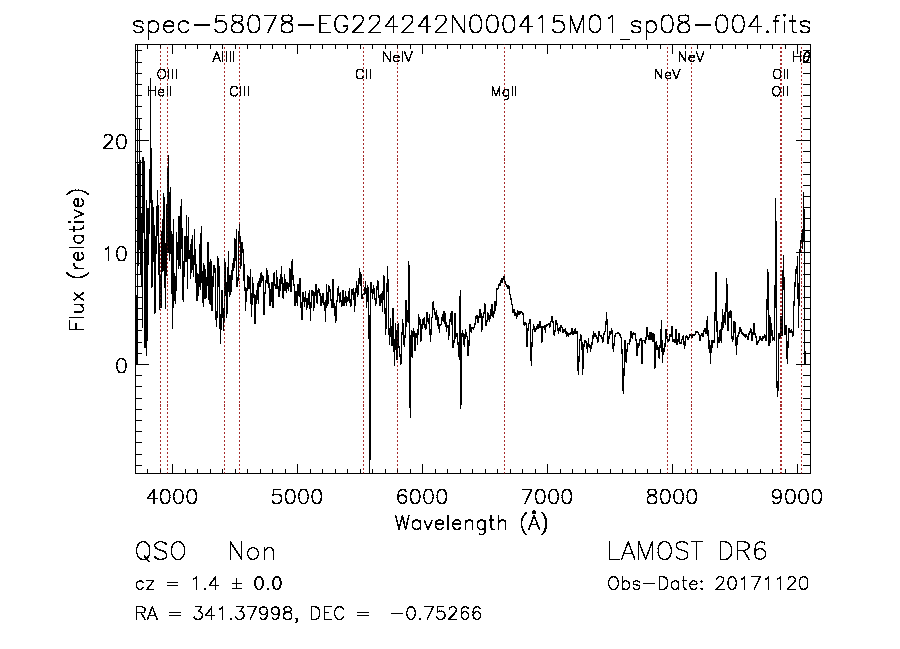 spec-58078-EG224242N000415M01_sp08-004.fits
AlIII NeIV NeV
OIII CII NeV OII
HeII CIII MgII OII
20
10
0
Flux (relative)
4000 5000 6000 7000 8000 9000
Wavelength (Å)
QSO Non LAMOST DR6
cz = 1.4 ± 0.0 Obs-Date: 20171120
RA = 341.37998, DEC = -0.75266